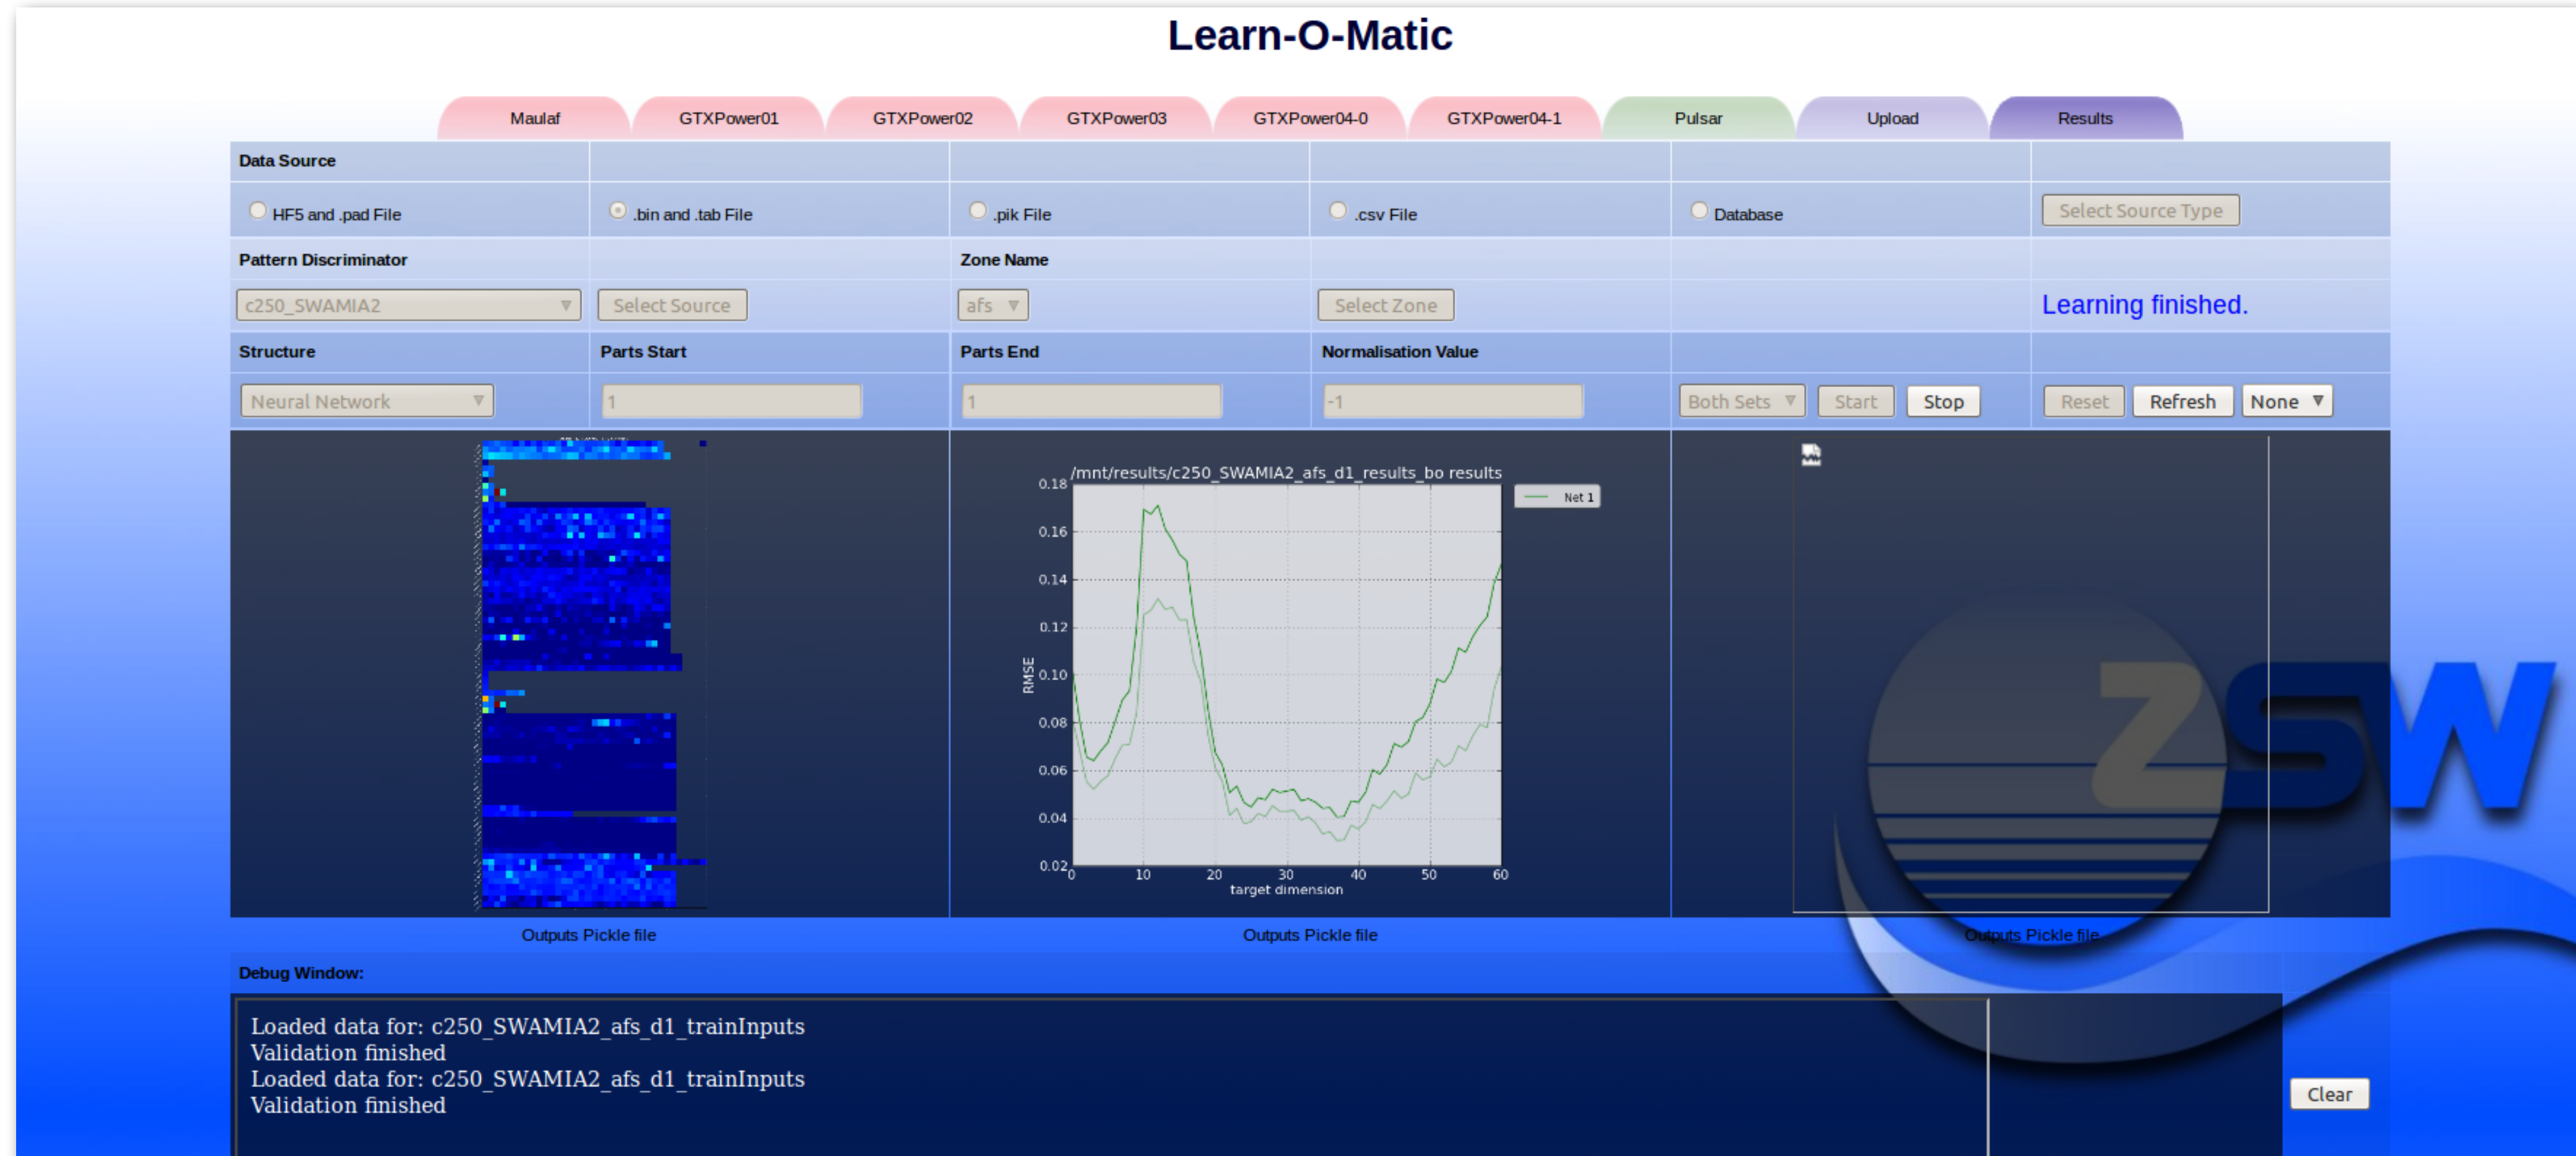 Learn-O-Matic
Maulaf GTXPower01 GTXPower02 GTXPower03 GTXPower04-0 GTXPower04-1 Pulsar Upload Results
Data Source
HF5 and .pad File .bin and .tab File .pik File .csv File Database Select Source Type
Pattern Discriminator Zone Name
c250_SWAMIA2 Select Source afs Select Zone Learning finished.
Structure Parts Start Parts End Normalisation Value
Neural Network 1 1 -1 Both Sets Start Stop Reset Refresh None
/mnt/results/c250_SWAMIA2_afs_d1_results_bo results
Net 1
0.18
0.16
0.14
0.12
0.10
0.08
0.06
0.04
0.02
RMSE
0 10 20 30 40 50 60
target dimension
ZSW
Outputs Pickle file Outputs Pickle file Outputs Pickle file
Debug Window:
Loaded data for: c250_SWAMIA2_afs_d1_trainInputs
Validation finished
Loaded data for: c250_SWAMIA2_afs_d1_trainInputs
Validation finished
Clear